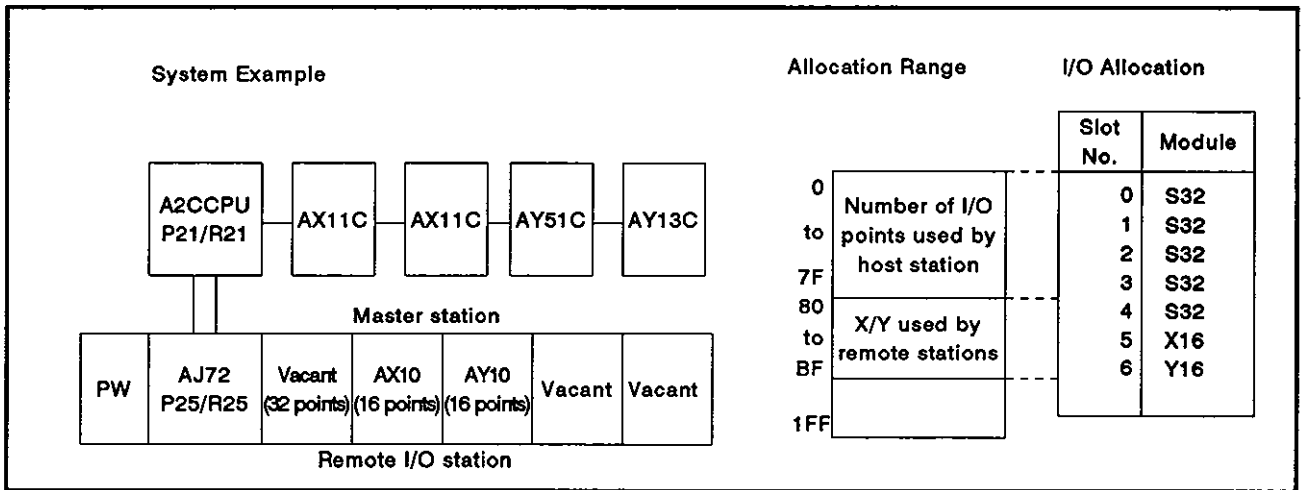 System Example
Allocation Range
I/O Allocation
A2CCPU
P21/R21
AX11C
AX11C
AY51C
AY13C
Master station
PW
AJ72
P25/R25
Vacant
(32 points)
AX10
(16 points)
AY10
(16 points)
Vacant
Vacant
Remote I/O station
0
to
7F
Number of I/O
points used by
host station
80
to
BF
X/Y used by
remote stations
1FF
Slot
No.
Module
0 S32
1 S32
2 S32
3 S32
4 S32
5 X16
6 Y16